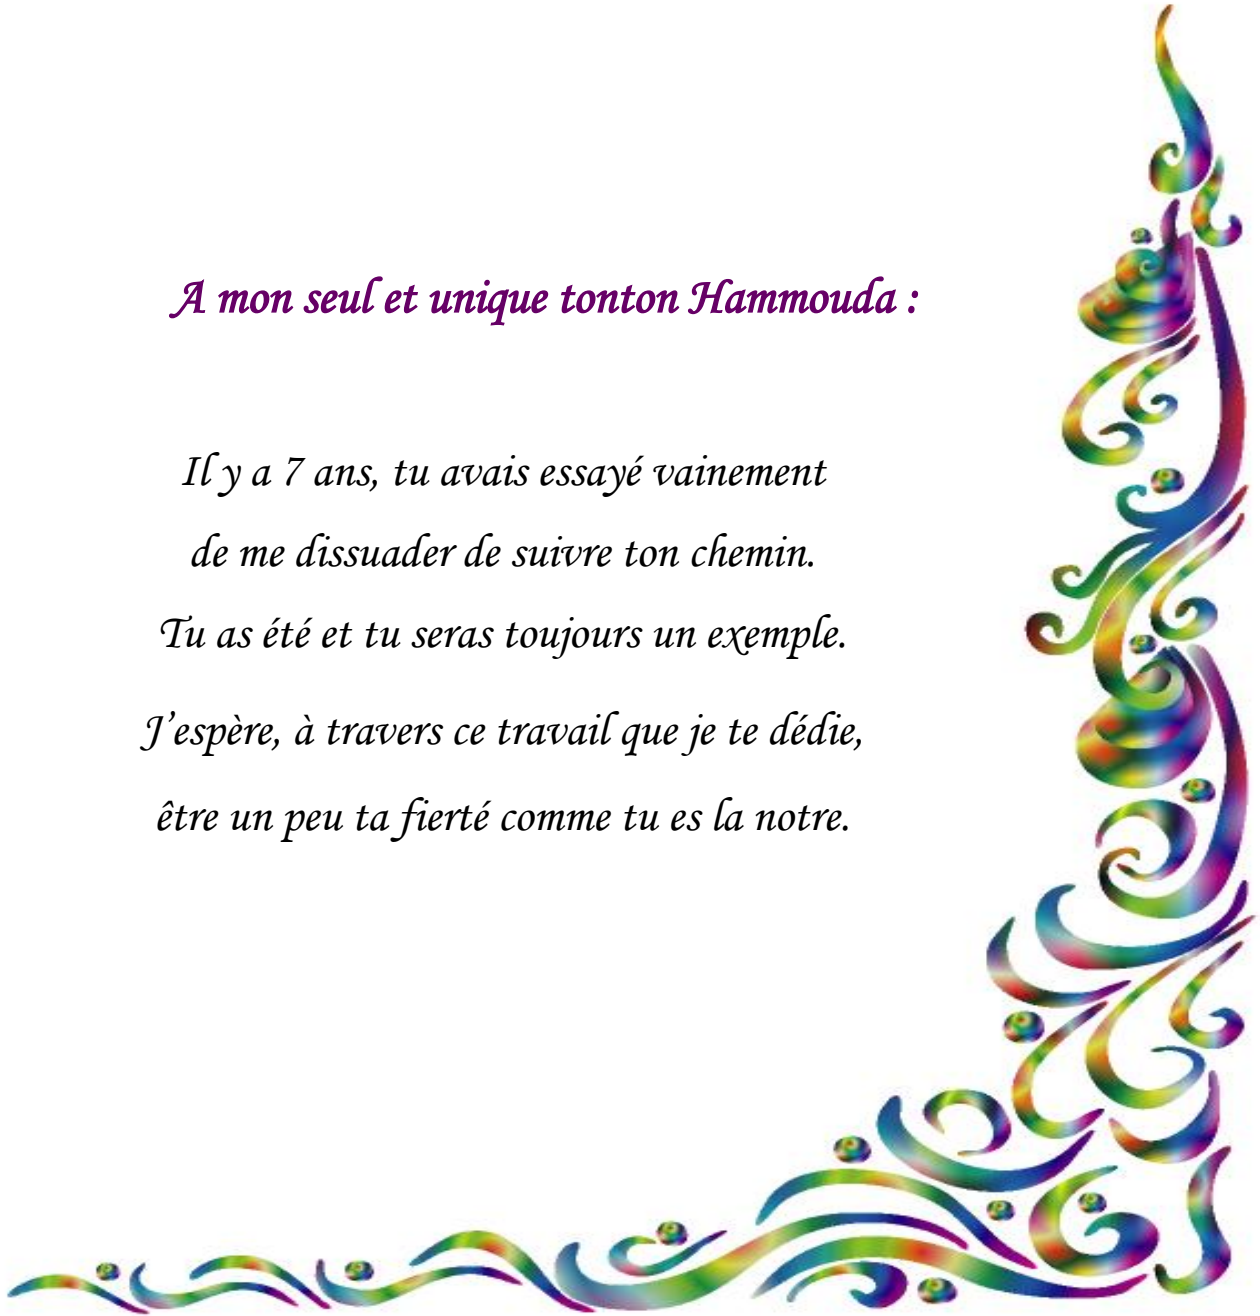 A mon seul et unique tonton Hammouda :
Il y a 7 ans, tu avais essayé vainement
de me dissuader de suivre ton chemin.
Tu as été et tu seras toujours un exemple.
J’espère, à travers ce travail que je te dédie,
être un peu ta fierté comme tu es la notre.